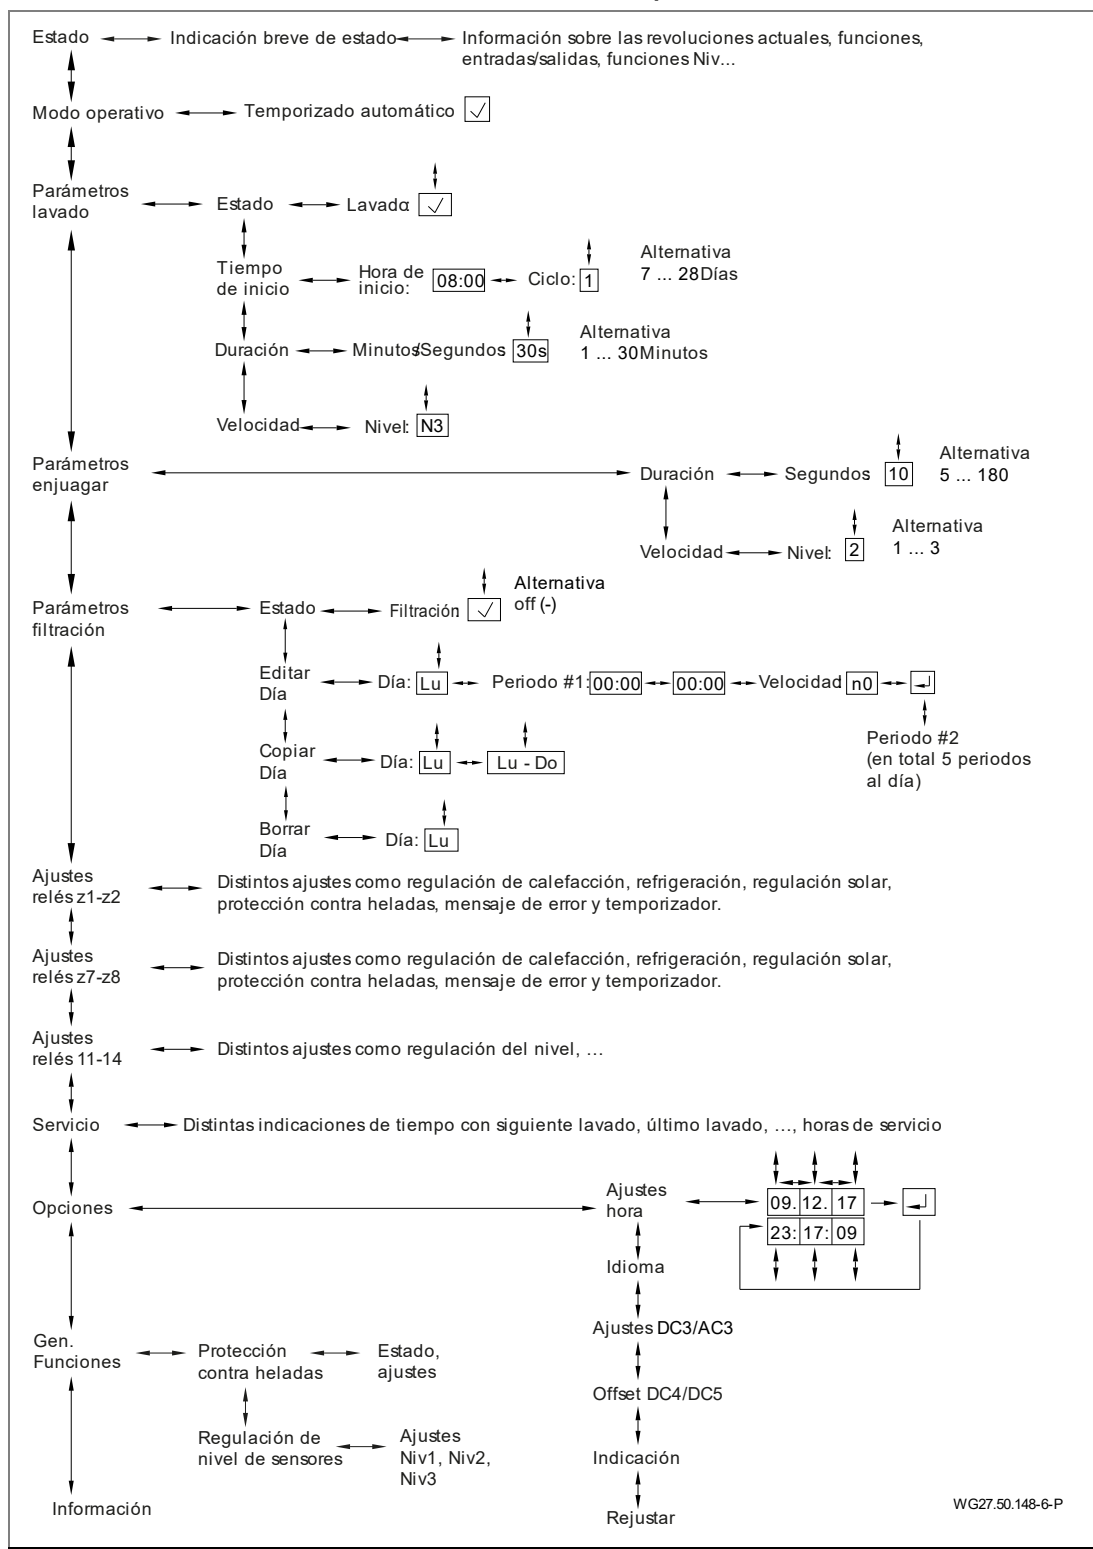 Estado
Indicación breve de estado
Información sobre las revoluciones actuales, funciones,
entradas/salidas, funciones Niv...
Modo operativo
Temporizado automático
Parámetros
lavado
Estado
Lavado:
Tiempo
de inicio
Hora de
inicio:
08:00
Ciclo:
1
Alternativa
7 ... 28Días
Duración
Minutos/Segundos
30s
Alternativa
1 ... 30Minutos
Velocidad
Nivel:
N3
Parámetros
enjuagar
Duración
Segundos
10
Alternativa
5 ... 180
Velocidad
Nivel:
2
Alternativa
1 ... 3
Parámetros
filtración
Estado
Filtración
Alternativa
off (-)
Editar
Día
Día:
Lu
Periodo #1:
00:00
00:00
Velocidad:
n0
Periodo #2
(en total 5 periodos
al día)
Copiar
Día
Día:
Lu
Lu - Do
Borrar
Día
Día:
Lu
Ajustes
relés z1-z2
Distintos ajustes como regulación de calefacción, refrigeración, regulación solar,
protección contra heladas, mensaje de error y temporizador.
Ajustes
relés z7-z8
Distintos ajustes como regulación de calefacción, refrigeración, regulación solar,
protección contra heladas, mensaje de error y temporizador.
Ajustes
relés 11-14
Distintos ajustes como regulación del nivel, ...
Servicio
Distintas indicaciones de tiempo con siguiente lavado, último lavado, ..., horas de servicio
Opciones
Ajustes
hora
09. 12. 17
23: 17: 09
Idioma
Ajustes DC3/AC3
Offset DC4/DC5
Indicación
Rejustar
Gen.
Funciones
Protección
contra heladas
Estado,
ajustes
Regulación de
nivel de sensores
Ajustes
Niv1, Niv2,
Niv3
Información
WG27.50.148-6-P